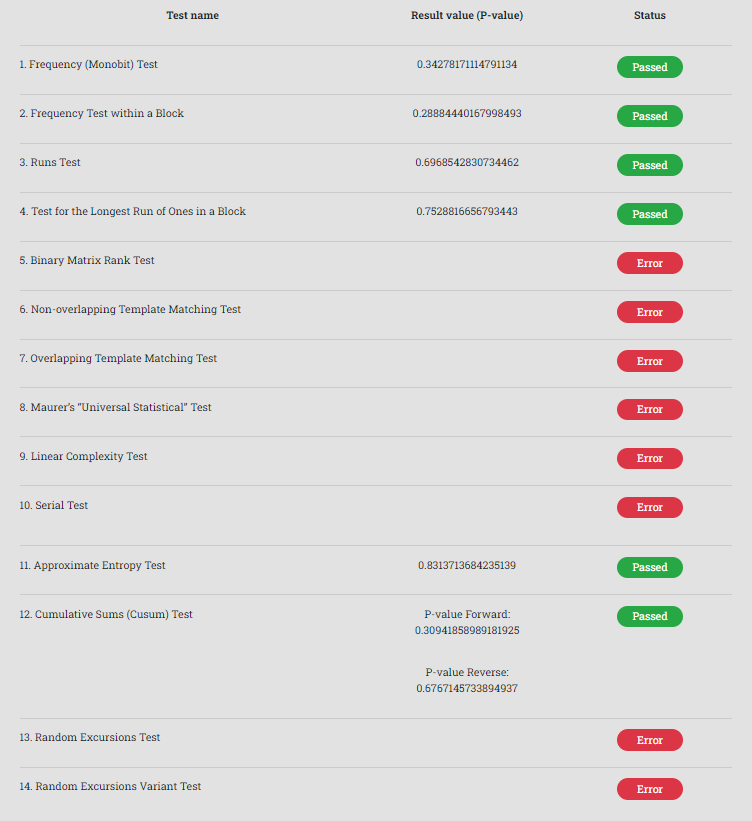 Test name Result value (P-value) Status
1. Frequency (Monobit) Test 0.34278171114791134 Passed
2. Frequency Test within a Block 0.28884440167998493 Passed
3. Runs Test 0.6968542830734462 Passed
4. Test for the Longest Run of Ones in a Block 0.7528816656793443 Passed
5. Binary Matrix Rank Test Error
6. Non-overlapping Template Matching Test Error
7. Overlapping Template Matching Test Error
8. Maurer's “Universal Statistical” Test Error
9. Linear Complexity Test Error
10. Serial Test Error
11. Approximate Entropy Test 0.8313713684235139 Passed
12. Cumulative Sums (Cusum) Test P-value Forward: Passed
0.30941858989181925
P-value Reverse:
0.6767145733894937
13. Random Excursions Test Error
14. Random Excursions Variant Test Error